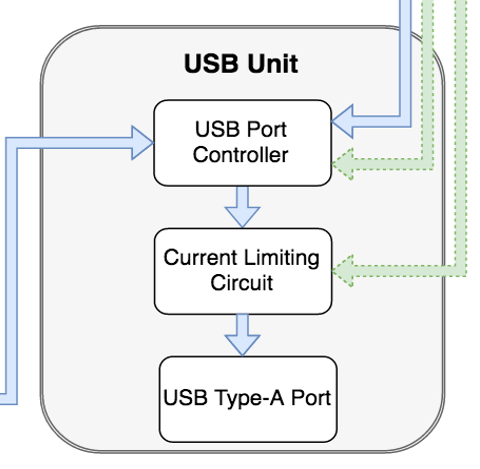 USB Unit
USB Port
Controller
Current Limiting
Circuit
USB Type-A Port